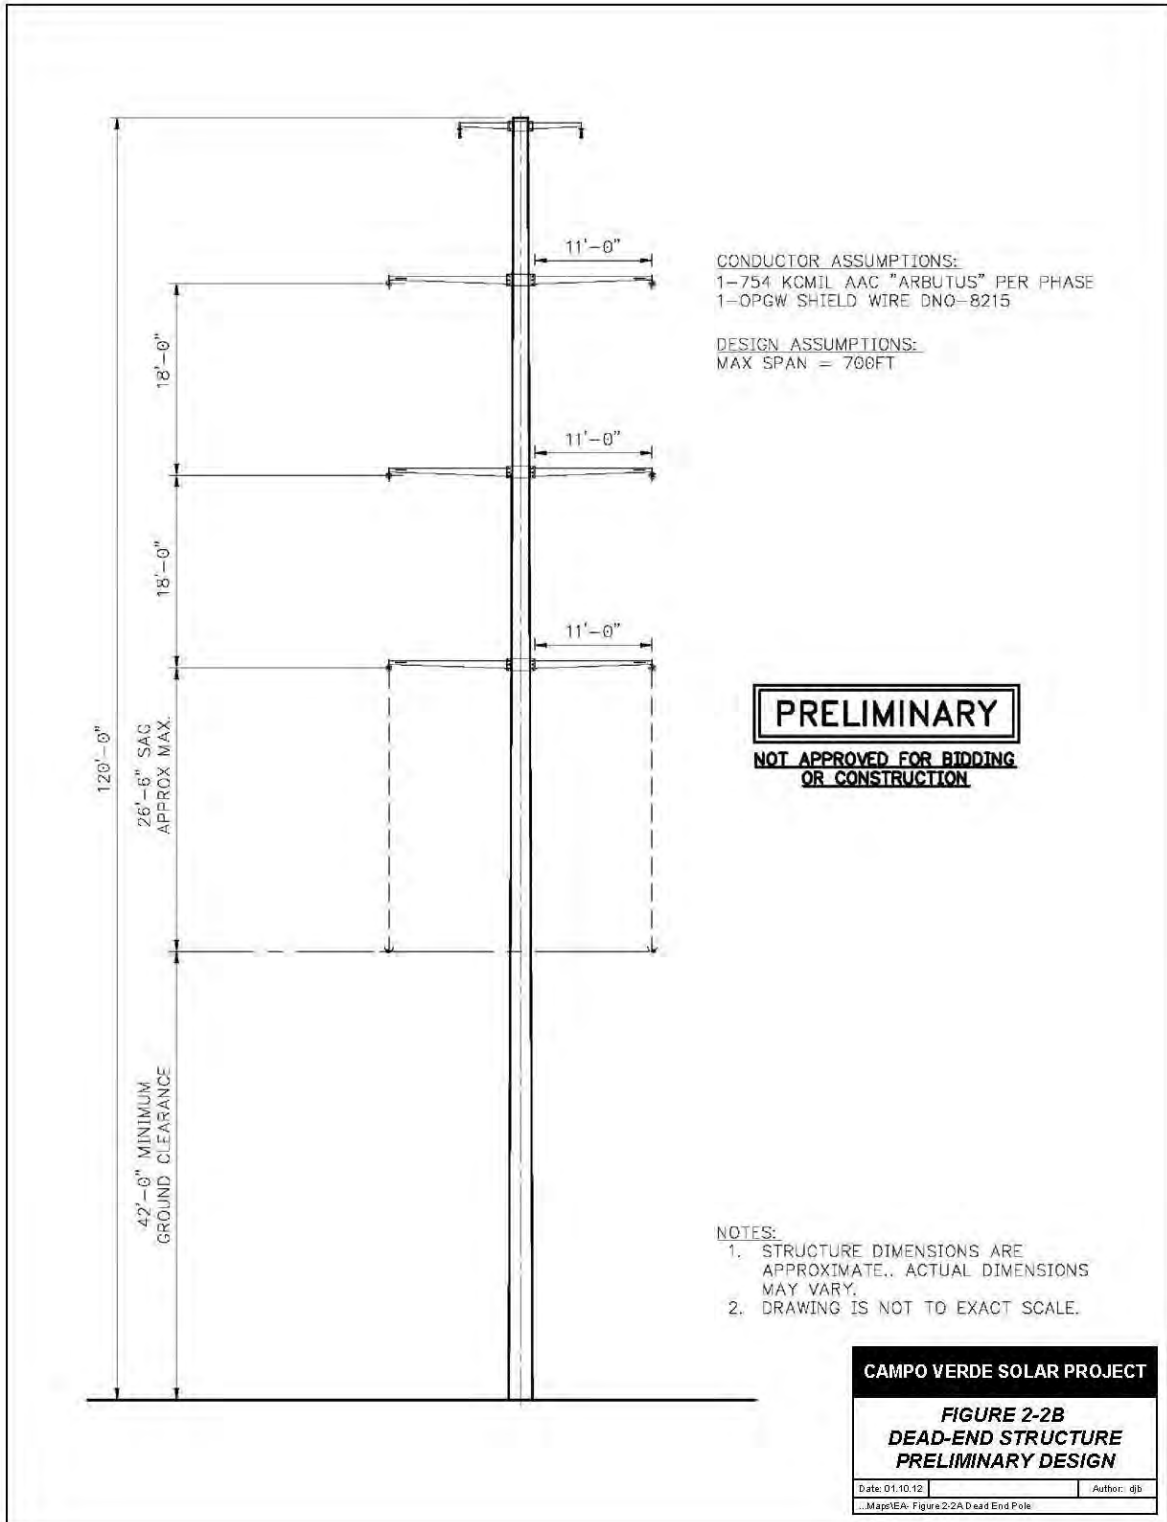 11'-0"
CONDUCTOR ASSUMPTIONS:
1-754 KCMIL AAC "ARBUTUS" PER PHASE
1-OPGW SHIELD WIRE DNO-8215
DESIGN ASSUMPTIONS:
MAX SPAN = 700FT
18'-0"
11'-0"
18'-0"
11'-0"
120'-0"
26'-6" SAG
APPROX MAX.
PRELIMINARY
NOT APPROVED FOR BIDDING
OR CONSTRUCTION
42'-0" MINIMUM
GROUND CLEARANCE
NOTES:
1. STRUCTURE DIMENSIONS ARE
APPROXIMATE.. ACTUAL DIMENSIONS
MAY VARY.
2. DRAWING IS NOT TO EXACT SCALE.
CAMPO VERDE SOLAR PROJECT
FIGURE 2-2B
DEAD-END STRUCTURE
PRELIMINARY DESIGN
Date: 01.10.12 Author: djb
...Maps\EA- Figure 2-2A Dead End Pole